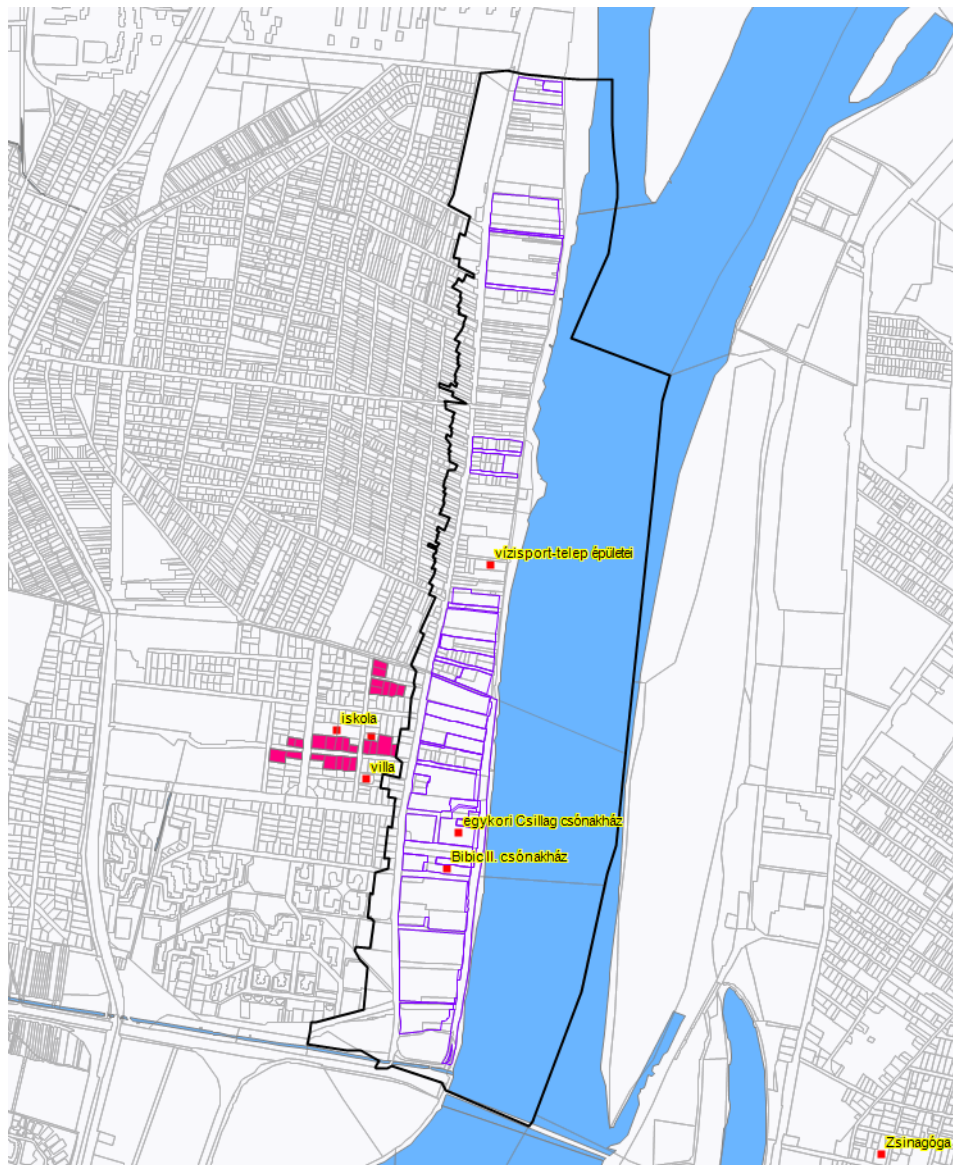 vízisport-telep épületei
iskola
villa
egykori Csillag csónakház
Bibic II. csónakház
Zsinagóga